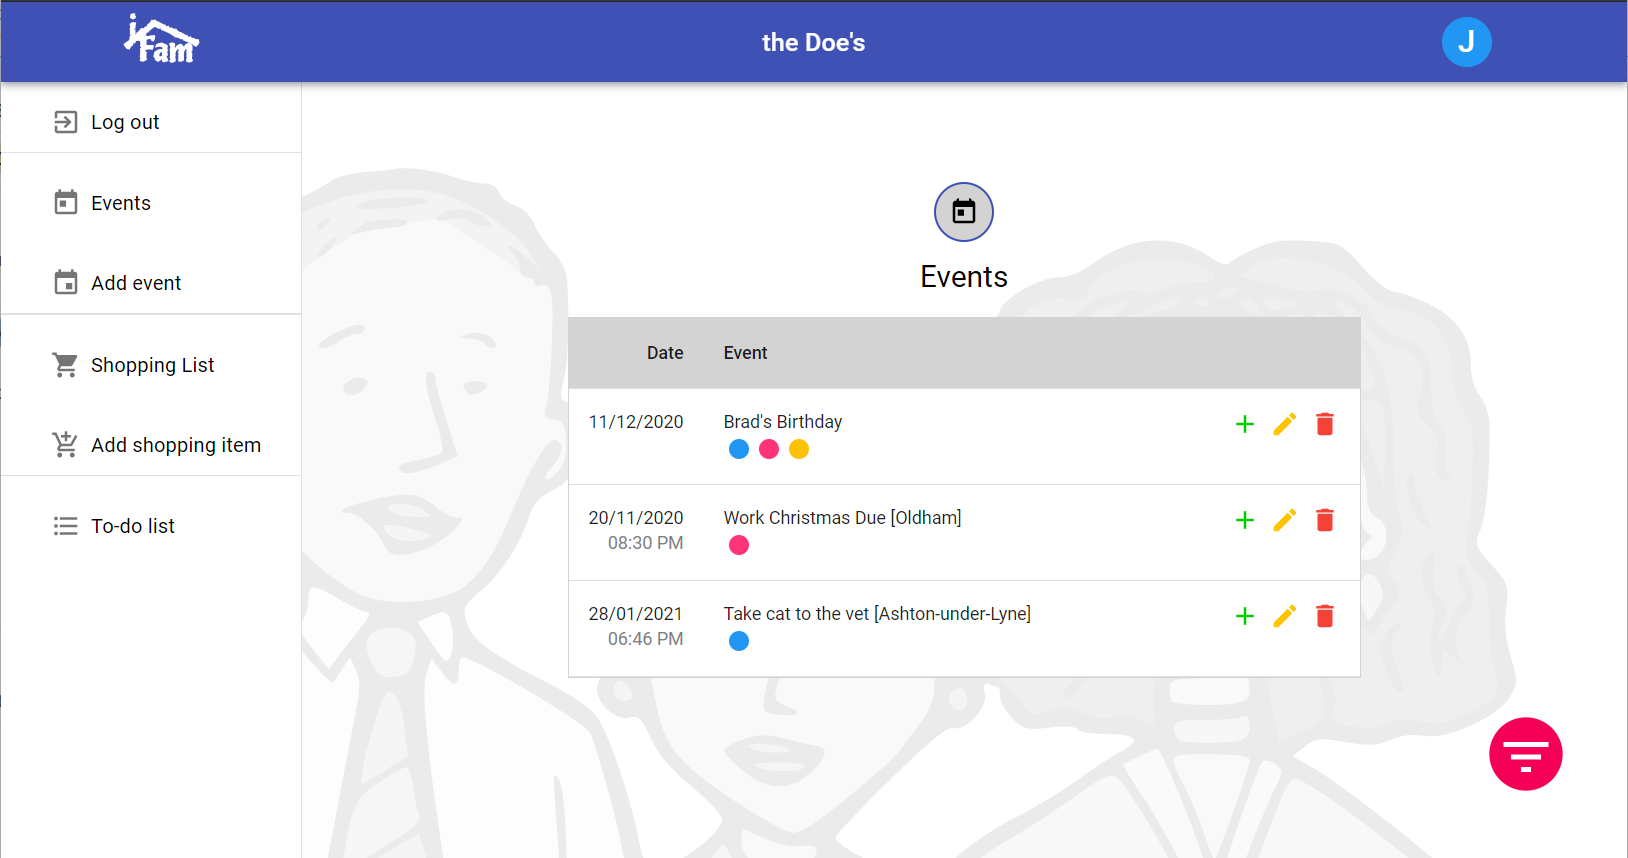 iFam
the Doe's
J
Log out
Events
Add event
Shopping List
Add shopping item
To-do list
Events
Date Event
11/12/2020 Brad's Birthday
20/11/2020 Work Christmas Due [Oldham]
08:30 PM
28/01/2021 Take cat to the vet [Ashton-under-Lyne]
06:46 PM